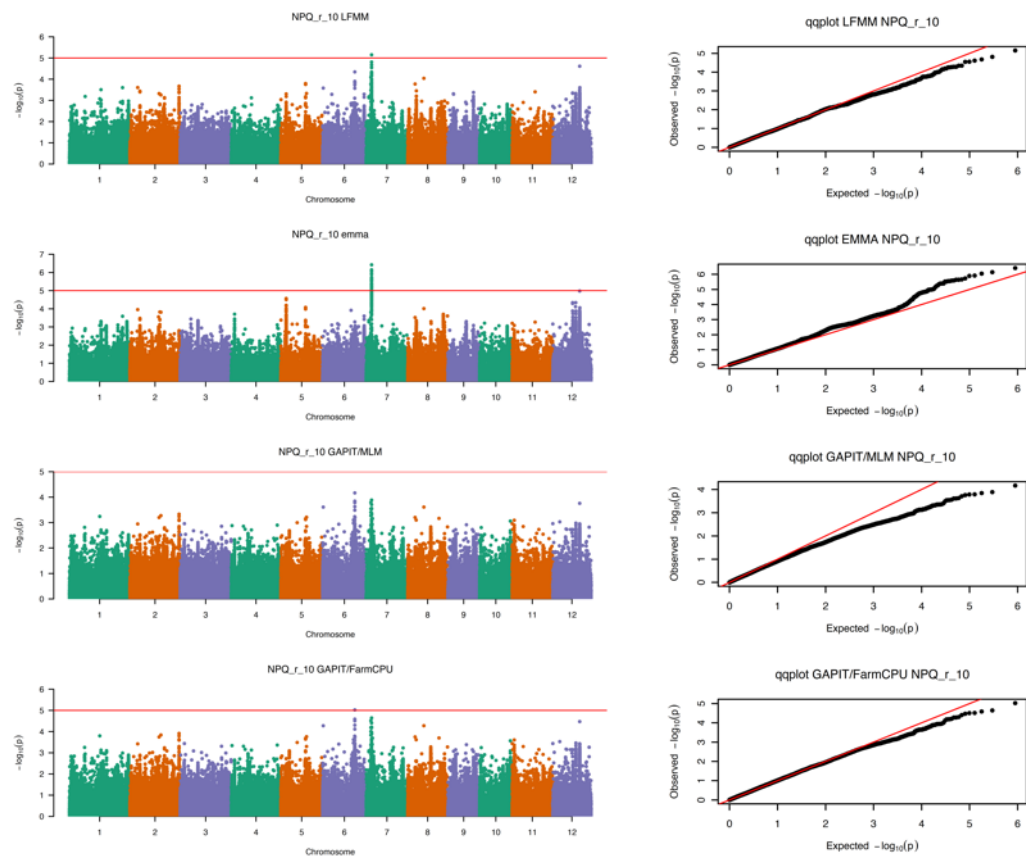 NPQ_r_10 LFMM
6
5
4
3
2
1
0
−log10(p)
1 2 3 4 5 6 7 8 9 10 11 12
Chromosome
qqplot LFMM NPQ_r_10
5
4
3
2
1
0
Observed −log10(p)
0 1 2 3 4 5 6
Expected −log10(p)
NPQ_r_10 emma
7
6
5
4
3
2
1
0
−log10(p)
1 2 3 4 5 6 7 8 9 10 11 12
Chromosome
qqplot EMMA NPQ_r_10
6
5
4
3
2
1
0
Observed −log10(p)
0 1 2 3 4 5 6
Expected −log10(p)
NPQ_r_10 GAPIT/MLM
5
4
3
2
1
0
−log10(p)
1 2 3 4 5 6 7 8 9 10 11 12
Chromosome
qqplot GAPIT/MLM NPQ_r_10
4
3
2
1
0
Observed −log10(p)
0 1 2 3 4 5 6
Expected −log10(p)
NPQ_r_10 GAPIT/FarmCPU
6
5
4
3
2
1
0
−log10(p)
1 2 3 4 5 6 7 8 9 10 11 12
Chromosome
qqplot GAPIT/FarmCPU NPQ_r_10
5
4
3
2
1
0
Observed −log10(p)
0 1 2 3 4 5 6
Expected −log10(p)